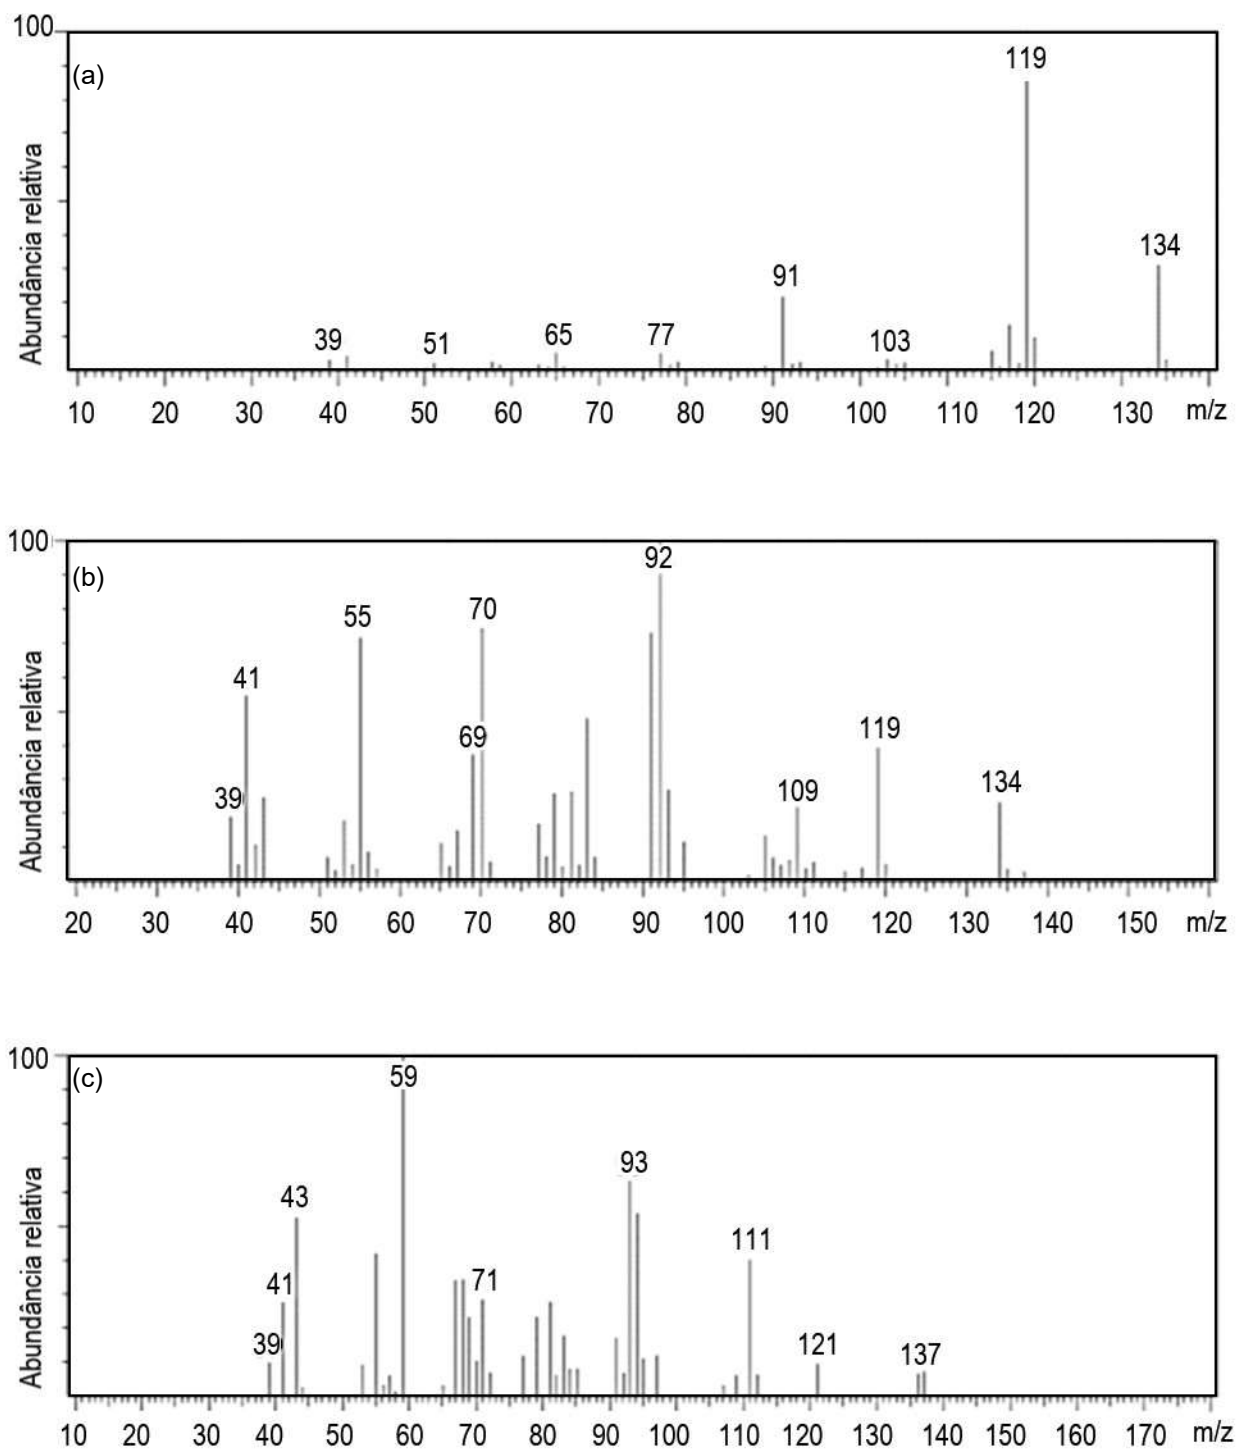 100
(a)
Abundância relativa
39 51 65 77 91 103 119 134
10 20 30 40 50 60 70 80 90 100 110 120 130 m/z
100
(b)
Abundância relativa
39 41 55 69 70 92 109 119 134
20 30 40 50 60 70 80 90 100 110 120 130 140 150 m/z
100
(c)
Abundância relativa
39 41 43 59 71 93 111 121 137
10 20 30 40 50 60 70 80 90 100 110 120 130 140 150 160 170 m/z